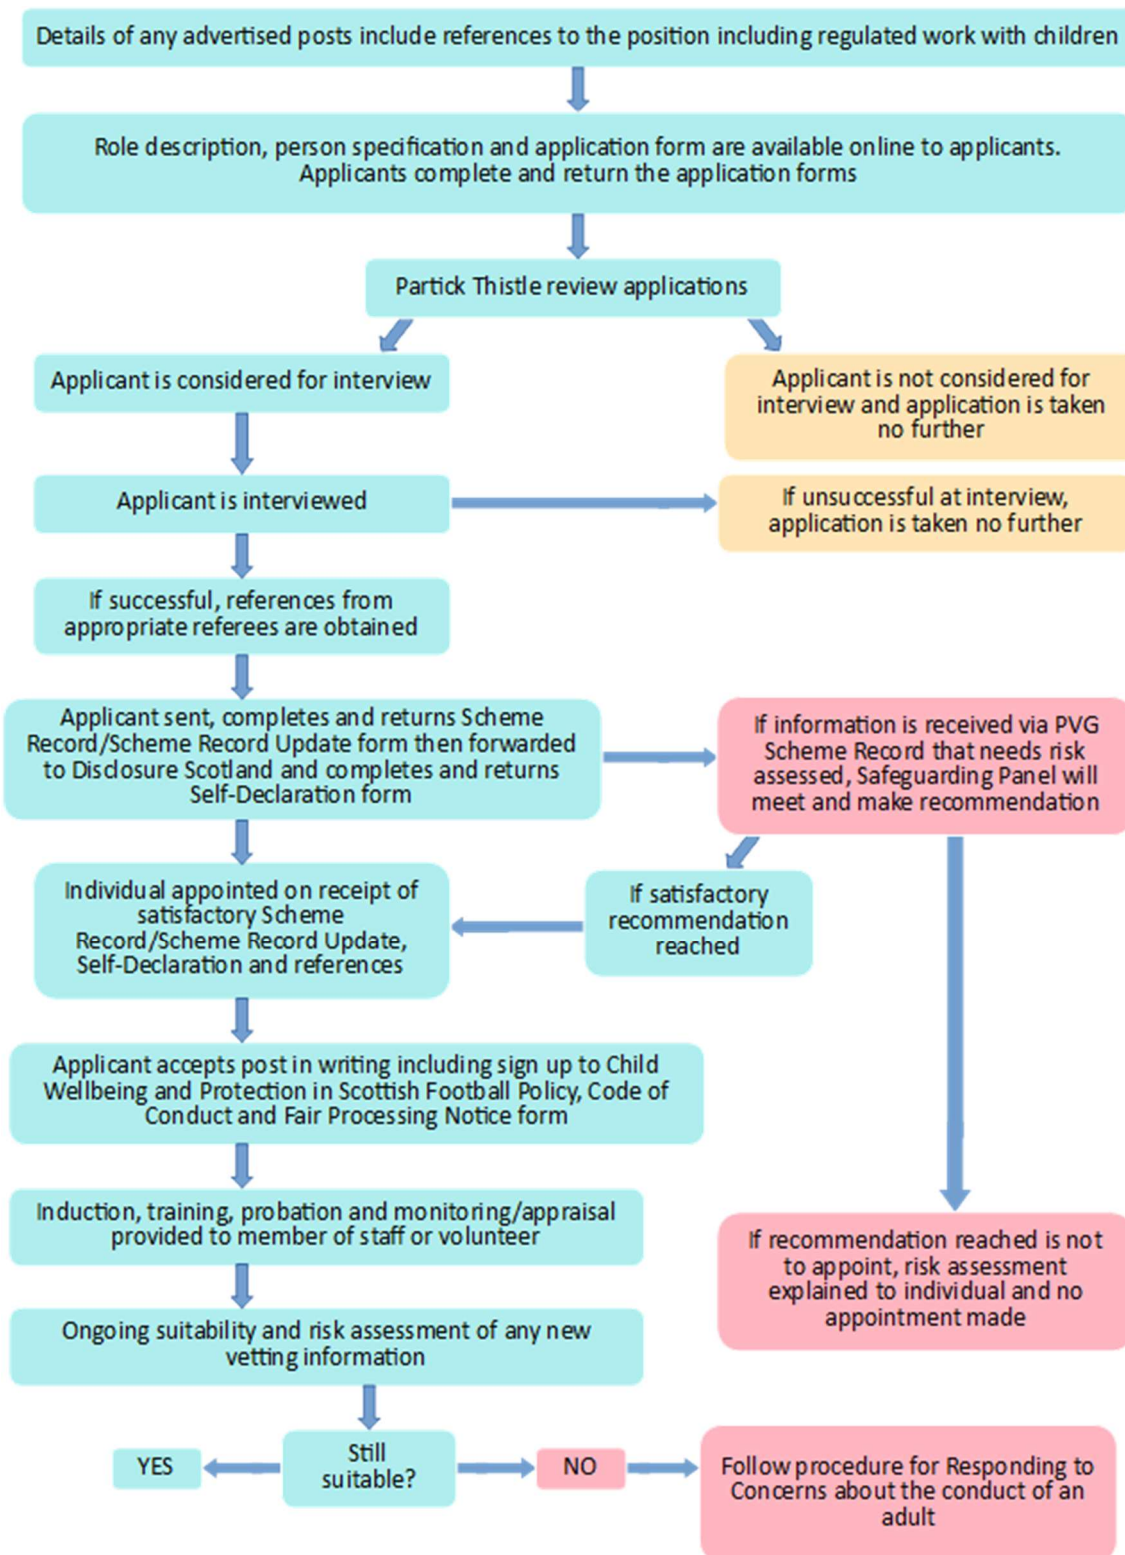 Details of any advertised posts include references to the position including regulated work with children
Role description, person specification and application form are available online to applicants.
Applicants complete and return the application forms
Partick Thistle review applications
Applicant is considered for interview
Applicant is not considered for
interview and application is taken
no further
Applicant is interviewed
If unsuccessful at interview,
application is taken no further
If successful, references from
appropriate referees are obtained
Applicant sent, completes and returns Scheme
Record/Scheme Record Update form then forwarded
to Disclosure Scotland and completes and returns
Self-Declaration form
If information is received via PVG
Scheme Record that needs risk
assessed, Safeguarding Panel will
meet and make recommendation
Individual appointed on receipt of
satisfactory Scheme
Record/Scheme Record Update,
Self-Declaration and references
If satisfactory
recommendation
reached
Applicant accepts post in writing including sign up to Child
Wellbeing and Protection in Scottish Football Policy, Code of
Conduct and Fair Processing Notice form
Induction, training, probation and monitoring/appraisal
provided to member of staff or volunteer
If recommendation reached is not
to appoint, risk assessment
explained to individual and no
appointment made
Ongoing suitability and risk assessment of any new
vetting information
YES
Still
suitable?
NO
Follow procedure for Responding to
Concerns about the conduct of an
adult